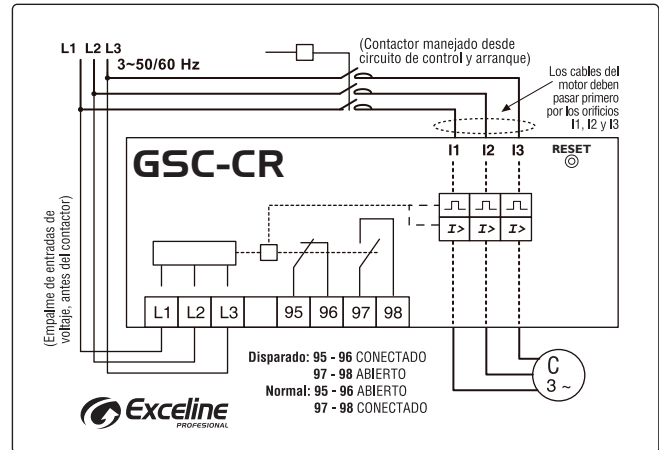 L1 L2 L3
3~50/60 Hz
(Contactor manejado desde
circuito de control y arranque)
Los cables del
motor deben
pasar primero
por los orificios
I1, I2 y I3
GSC-CR
I1 I2 I3
RESET
I> I> I>
(Empalme de entradas de
voltaje, antes del contactor)
L1 L2 L3 95 96 97 98
Disparado: 95 - 96 CONECTADO
97 - 98 ABIERTO
Normal: 95 - 96 ABIERTO
97 - 98 CONECTADO
C
3 ~
Exceline
PROFESIONAL